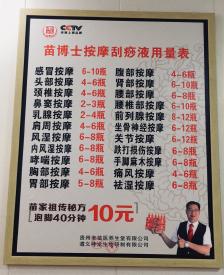 CCTV
苗博士按摩刮痧液用量表
感冒按摩 6-10瓶 腹部按摩 4-6瓶
头部按摩 4-6瓶 肾部按摩 6-8瓶
颈椎按摩 4-6瓶 腰部按摩 6-8瓶
鼻窦按摩 2-3瓶 腰椎部按摩 6-10瓶
乳腺按摩 2-4瓶 前列腺按摩 8-12瓶
肩周按摩 4-6瓶 坐骨神经按摩 6-10瓶
风湿按摩 6-8瓶 关节按摩 6-12瓶
内风湿按摩 6-8瓶 跌打损伤按摩 6-8瓶
哮喘按摩 6-8瓶 手脚麻木按摩 6-8瓶
胸部按摩 4-6瓶 痛风按摩 4-6瓶
胃部按摩 6-8瓶 祛湿按摩 6-8瓶
苗家祖传秘方
泡脚40分钟 10元